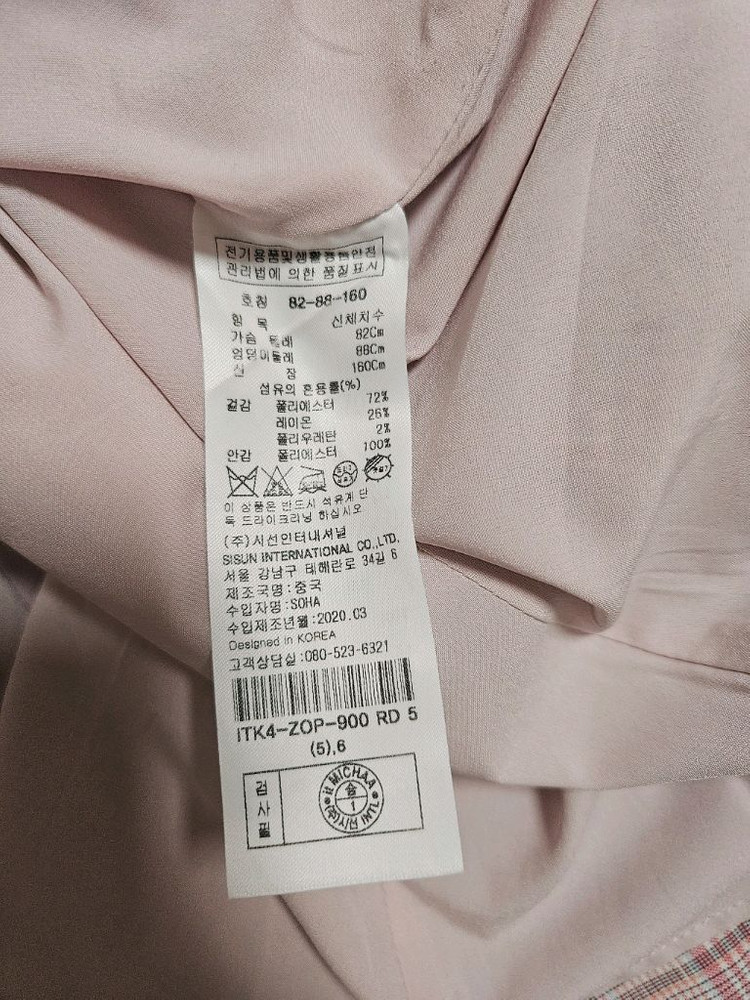 전기용품및생활용품안전
관리법에 의한 품질표시
호칭 82-88-160
항 목 신체치수
가슴 둘레 82Cm
엉덩이둘레 88Cm
신 장 160Cm
섬유의 혼용률(%)
겉감 폴리에스터 72%
레이온 26%
폴리우레탄 2%
안감 폴리에스터 100%
이 상품은 반드시 석유계 단
독 드라이크리닝 하십시오
(주)시선인터내셔널
SISUN INTERNATIONAL CO.,LTD.
서울 강남구 테헤란로 34길 6
제조국명:중국
수입자명:SOHA
수입제조년월:2020.03
Designed in KOREA
고객상담실:080-523-6321
ITK4-ZOP-900 RD 5
(5),6
검사필
it MICHAA
1
(주)시선 INTL